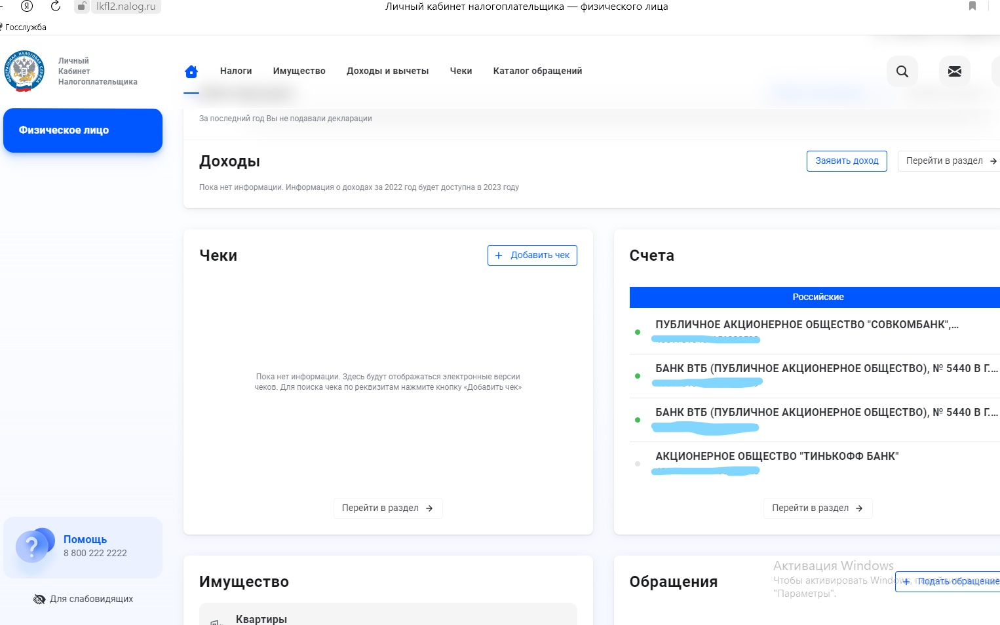 lkfl2.nalog.ru
Личный кабинет налогоплательщика — физического лица
Госслужба
Личный
Кабинет
Налогоплательщика
Налоги
Имущество
Доходы и вычеты
Чеки
Каталог обращений
Физическое лицо
За последний год Вы не подавали декларации
Доходы
Заявить доход
Перейти в раздел →
Пока нет информации. Информация о доходах за 2022 год будет доступна в 2023 году
Чеки
+ Добавить чек
Пока нет информации. Здесь будут отображаться электронные версии
чеков. Для поиска чека по реквизитам нажмите кнопку «Добавить чек»
Перейти в раздел →
Счета
Российские
ПУБЛИЧНОЕ АКЦИОНЕРНОЕ ОБЩЕСТВО "СОВКОМБАНК",...
БАНК ВТБ (ПУБЛИЧНОЕ АКЦИОНЕРНОЕ ОБЩЕСТВО), № 5440 В Г....
БАНК ВТБ (ПУБЛИЧНОЕ АКЦИОНЕРНОЕ ОБЩЕСТВО), № 5440 В Г....
АКЦИОНЕРНОЕ ОБЩЕСТВО "ТИНЬКОФФ БАНК"
Перейти в раздел →
Помощь
8 800 222 2222
Для слабовидящих
Имущество
Квартиры
Обращения
+ Подать обращение
Активация Windows
Чтобы активировать Windows,
"Параметры".